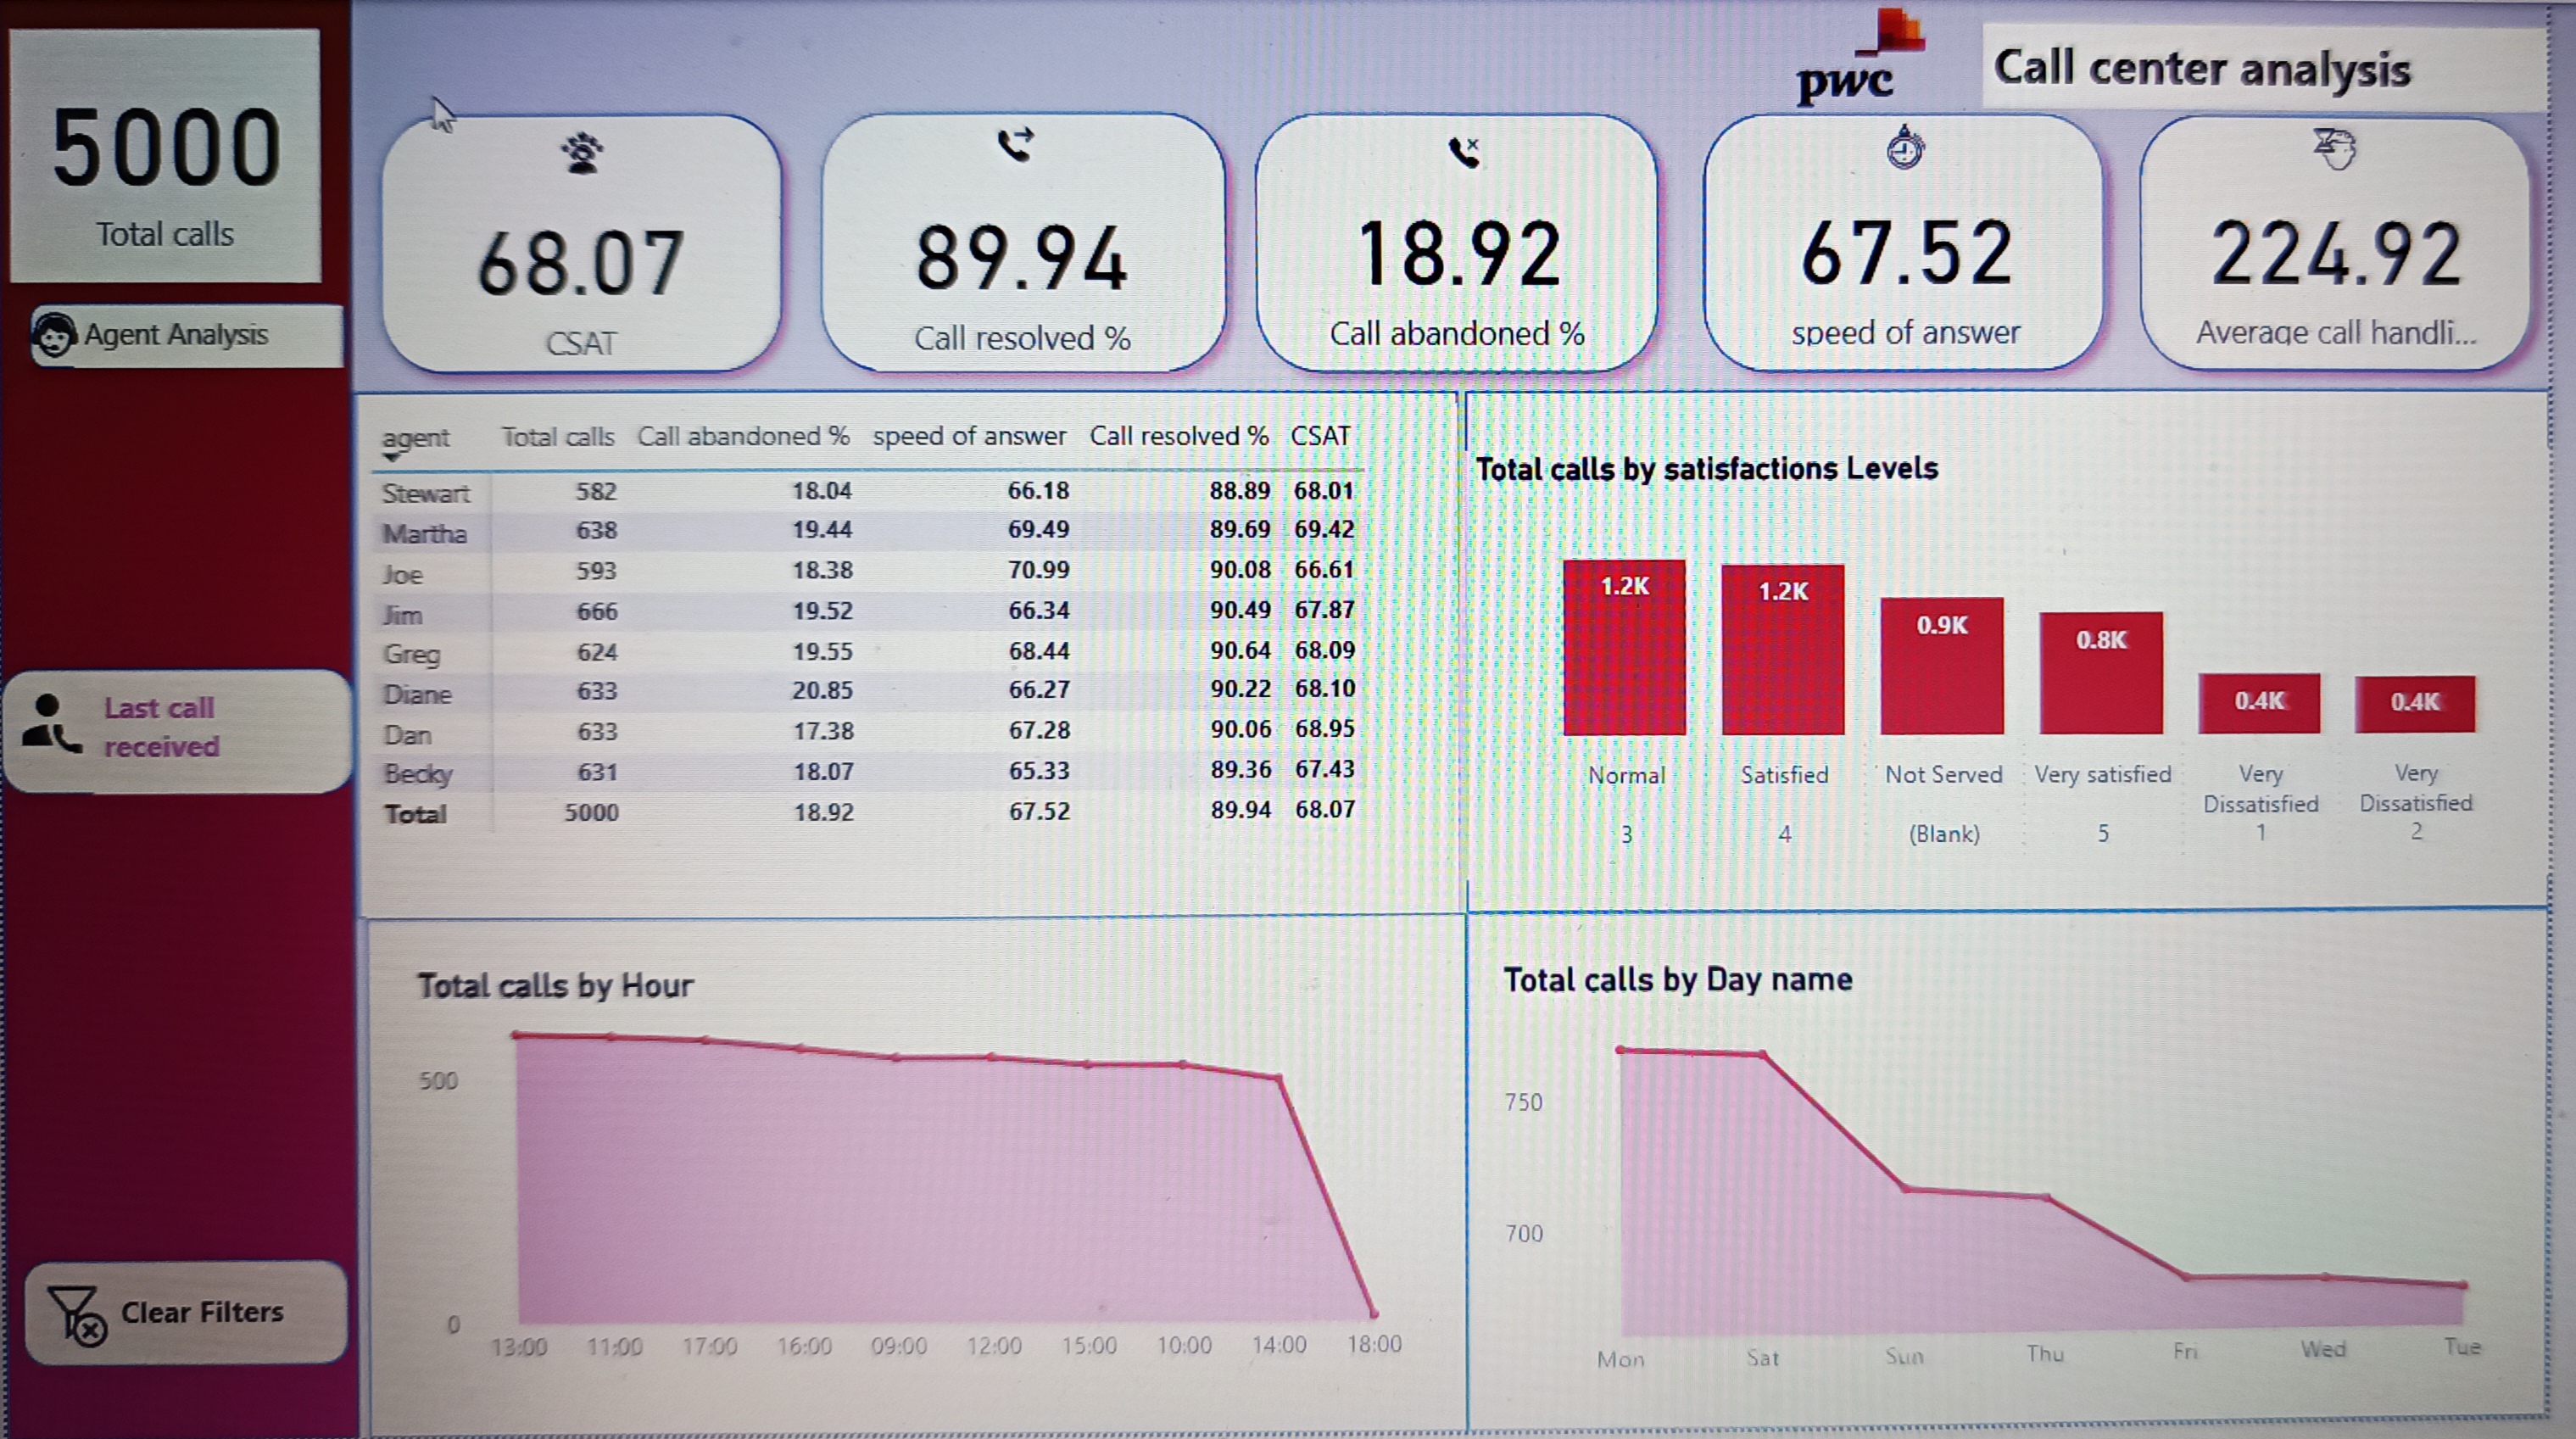 5000
Total calls
Agent Analysis
Last call
received
Clear Filters
pwc
Call center analysis
68.07
CSAT
89.94
Call resolved %
18.92
Call abandoned %
67.52
speed of answer
224.92
Average call handli...
agent Total calls Call abandoned % speed of answer Call resolved % CSAT
Stewart 582 18.04 66.18 88.89 68.01
Martha 638 19.44 69.49 89.69 69.42
Joe 593 18.38 70.99 90.08 66.61
Jim 666 19.52 66.34 90.49 67.87
Greg 624 19.55 68.44 90.64 68.09
Diane 633 20.85 66.27 90.22 68.10
Dan 633 17.38 67.28 90.06 68.95
Becky 631 18.07 65.33 89.36 67.43
Total 5000 18.92 67.52 89.94 68.07
Total calls by satisfactions Levels
1.2K 1.2K 0.9K 0.8K 0.4K 0.4K
Normal Satisfied Not Served Very satisfied Very Very
Dissatisfied Dissatisfied
3 4 (Blank) 5 1 2
Total calls by Hour
500
0
13:00 11:00 17:00 16:00 09:00 12:00 15:00 10:00 14:00 18:00
Total calls by Day name
750
700
Mon Sat Sun Thu Fri Wed Tue